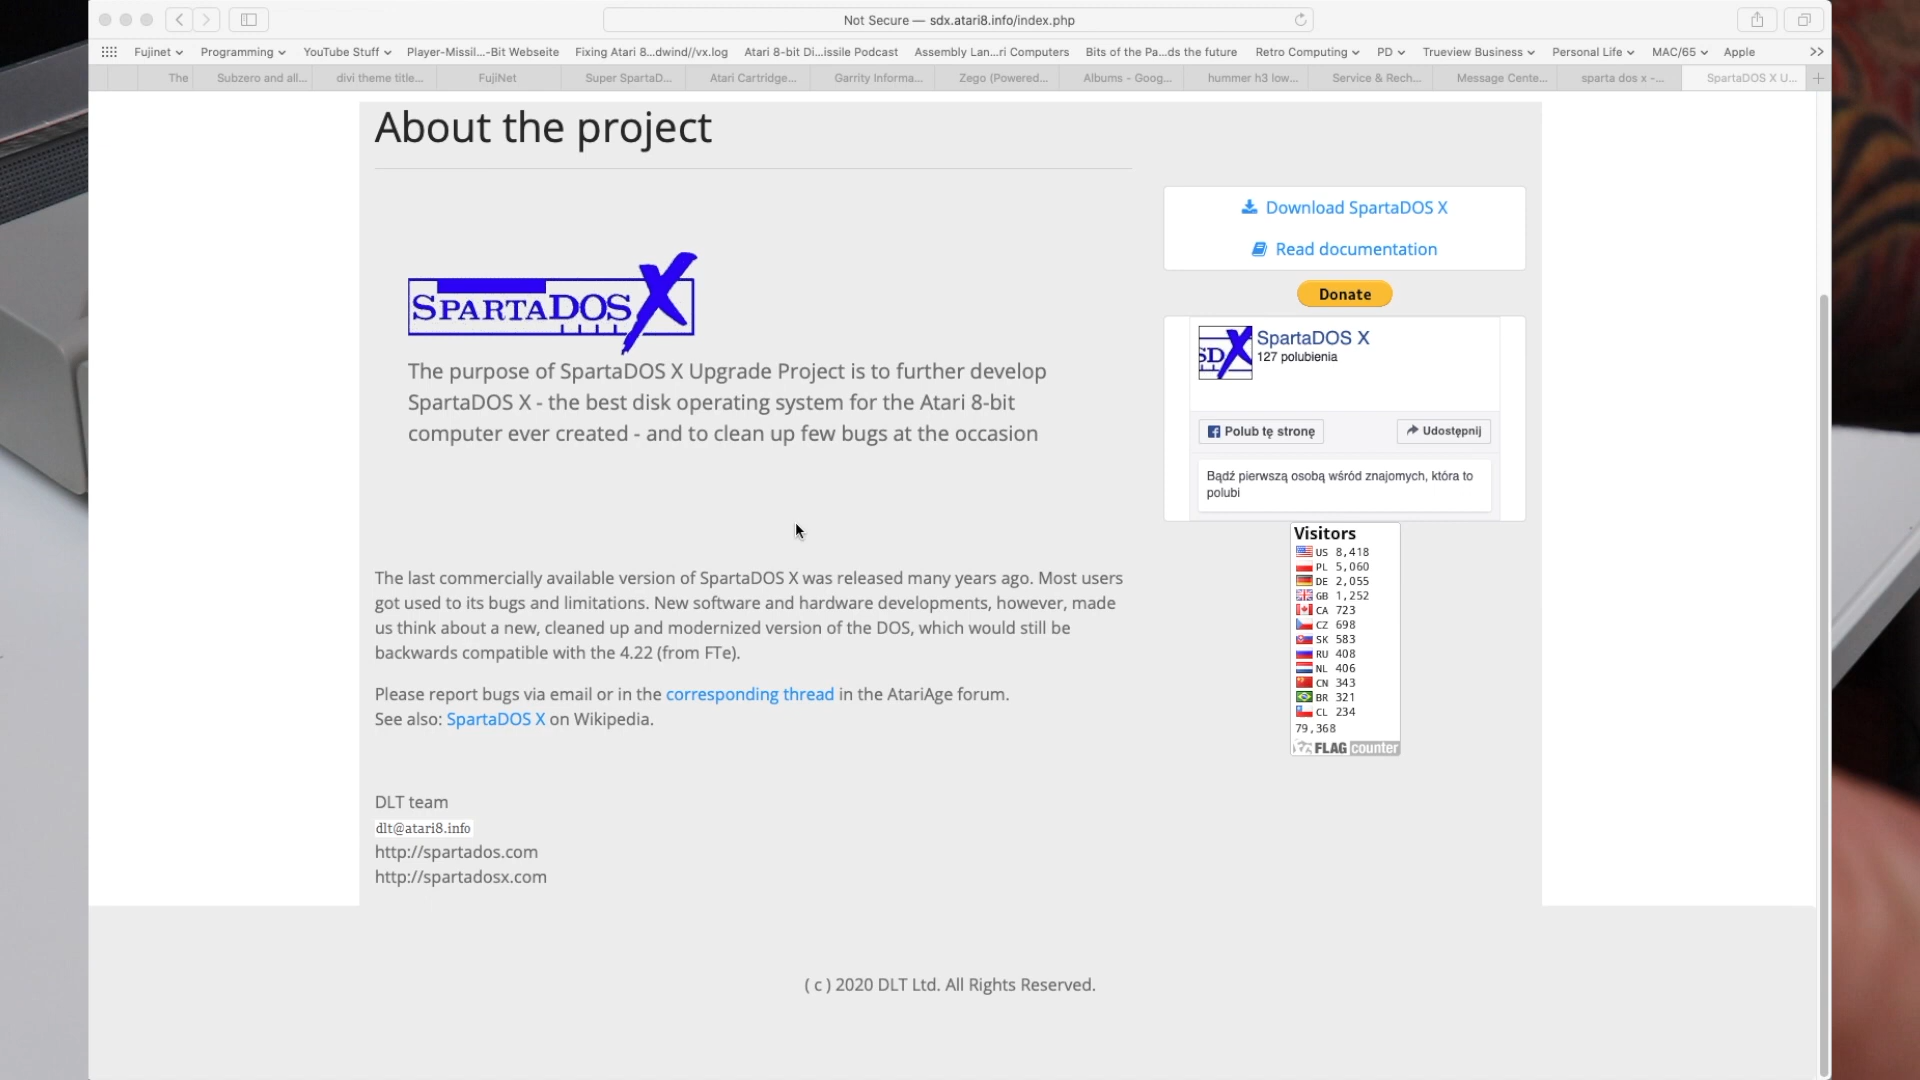 Not Secure — sdx.atari8.info/index.php
Fujinet
Programming
YouTube Stuff
Player-Missil...-Bit Webseite
Fixing Atari 8...dwind//vx.log
Atari 8-bit Di...issile Podcast
Assembly Lan...ri Computers
Bits of the Pa...ds the future
Retro Computing
PD
Trueview Business
Personal Life
MAC/65
Apple
The
Subzero and all...
divi theme title...
FujiNet
Super SpartaD...
Atari Cartridge...
Garrity Informa...
Zego (Powered...
Albums - Goog...
hummer h3 low...
Service & Rech...
Message Cente...
sparta dos x -...
SpartaDOS X U...
About the project
SPARTADOS X
The purpose of SpartaDOS X Upgrade Project is to further develop
SpartaDOS X - the best disk operating system for the Atari 8-bit
computer ever created - and to clean up few bugs at the occasion
The last commercially available version of SpartaDOS X was released many years ago. Most users
got used to its bugs and limitations. New software and hardware developments, however, made
us think about a new, cleaned up and modernized version of the DOS, which would still be
backwards compatible with the 4.22 (from FTe).
Please report bugs via email or in the corresponding thread in the AtariAge forum.
See also: SpartaDOS X on Wikipedia.
DLT team
dlt@atari8.info
http://spartados.com
http://spartadosx.com
Download SpartaDOS X
Read documentation
Donate
SDX
SpartaDOS X
127 polubienia
Polub tę stronę
Udostępnij
Bądź pierwszą osobą wśród znajomych, która to
polubi
Visitors
US 8,418
PL 5,060
DE 2,055
GB 1,252
CA 723
CZ 698
SK 583
RU 408
NL 406
CN 343
BR 321
CL 234
79,368
FLAG counter
( c ) 2020 DLT Ltd. All Rights Reserved.